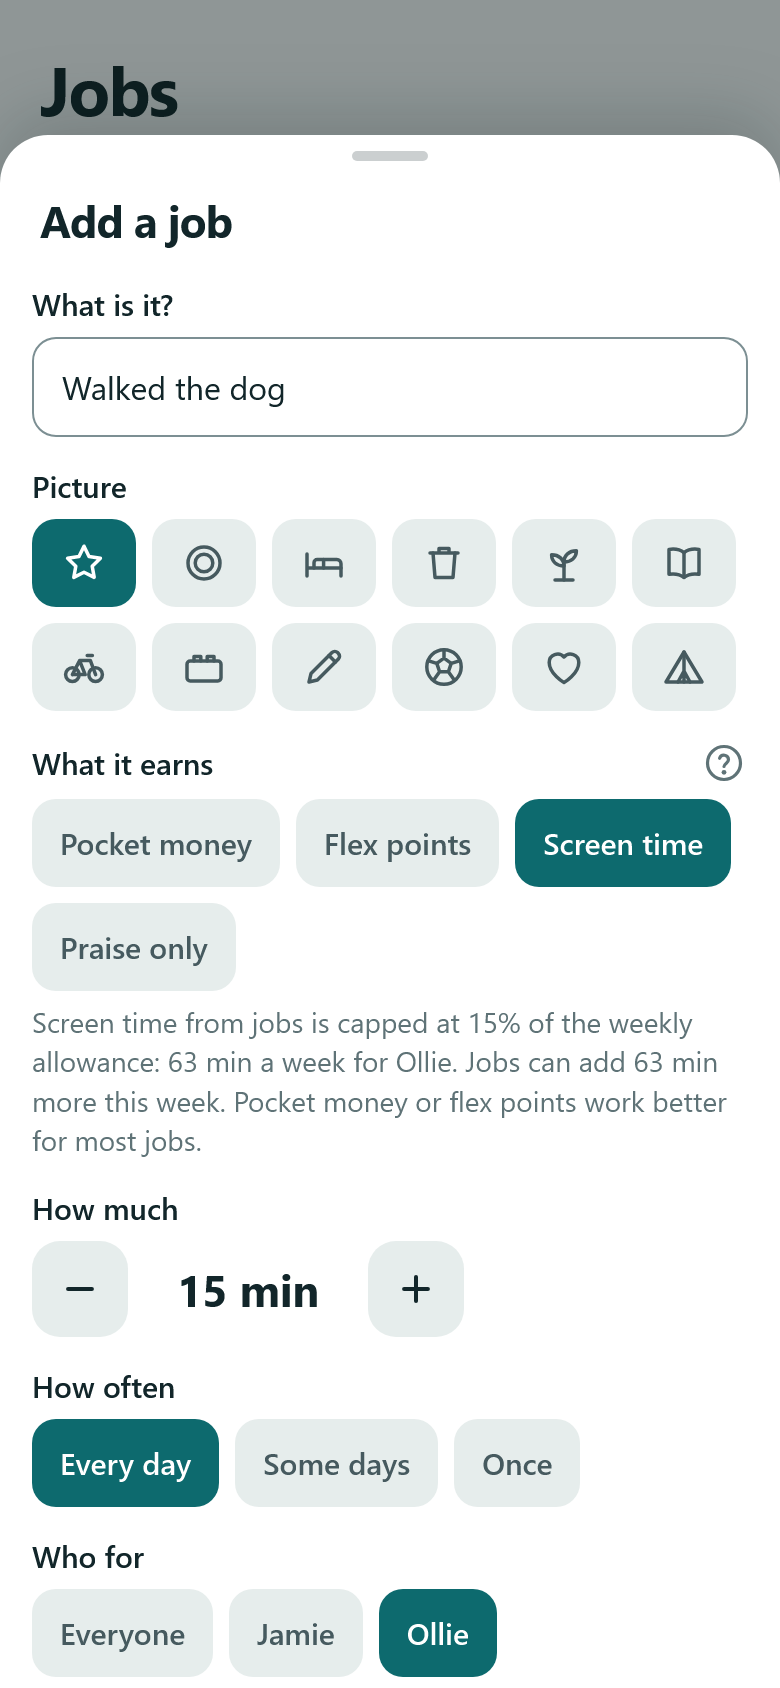 Jobs
Add a job
What is it?
Walked the dog
Picture
What it earns
?
Pocket money
Flex points
Screen time
Praise only
Screen time from jobs is capped at 15% of the weekly
allowance: 63 min a week for Ollie. Jobs can add 63 min
more this week. Pocket money or flex points work better
for most jobs.
How much
− 15 min +
How often
Every day
Some days
Once
Who for
Everyone
Jamie
Ollie